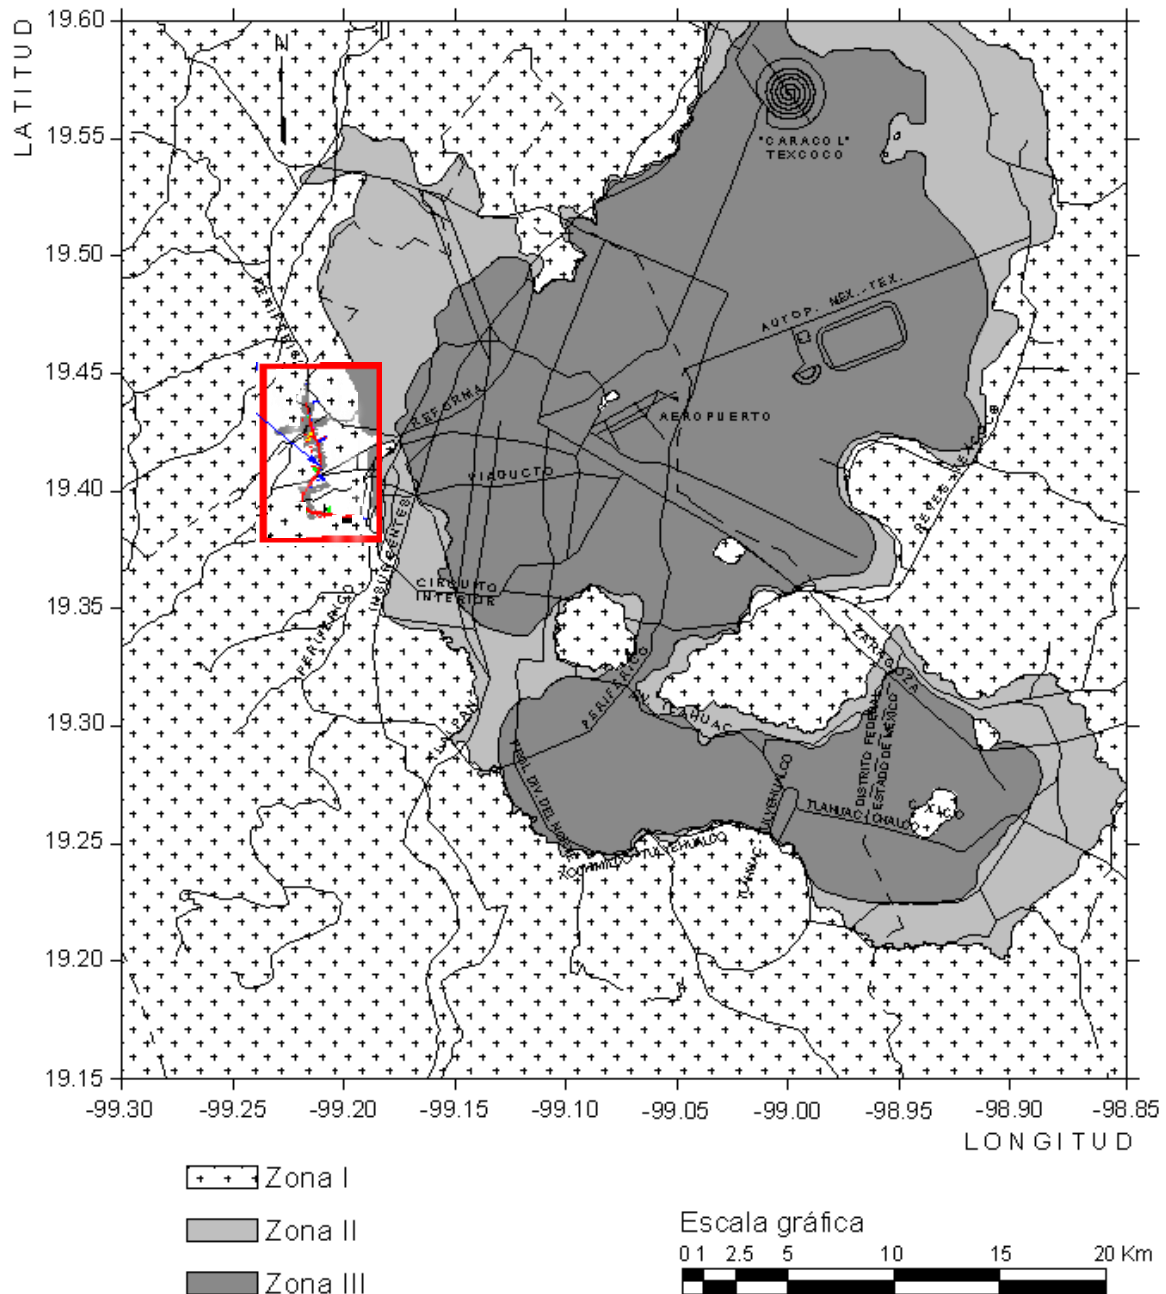 LATITUD
19.60
19.55
19.50
19.45
19.40
19.35
19.30
19.25
19.20
19.15
N
"CARACOL"
TEXCOCO
AUTOP. MEX.-TEX.
REFORMA
AEROPUERTO
VIADUCTO
INSURGENTES
CIRCUITO
INTERIOR
PERIFERICO
ZARAGOZA
PERIFERICO
TLAHUAC
TLALPAN
DISTRITO FEDERAL
ESTADO DE MEXICO
TLAHUAC CHALCO
-99.30
-99.25
-99.20
-99.15
-99.10
-99.05
-99.00
-98.95
-98.90
-98.85
LONGITUD
Zona I
Zona II
Zona III
Escala gráfica
0 1 2.5 5 10 15 20 Km